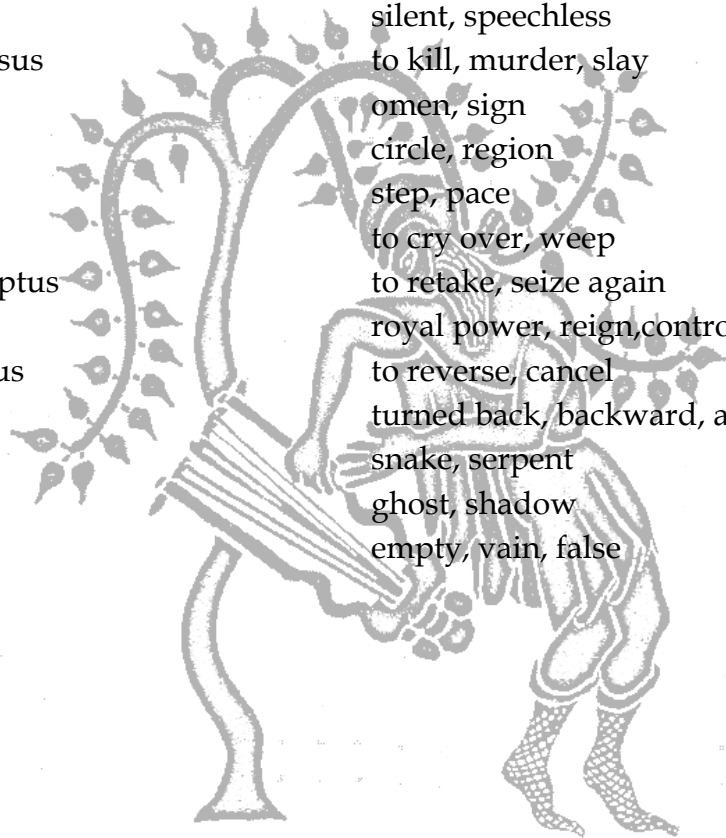 silent, speechless
sus to kill, murder, slay
omen, sign
circle, region
step, pace
to cry over, weep
ptus to retake, seize again
royal power, reign,contro
us to reverse, cancel
turned back, backward, a
snake, serpent
ghost, shadow
empty, vain, false